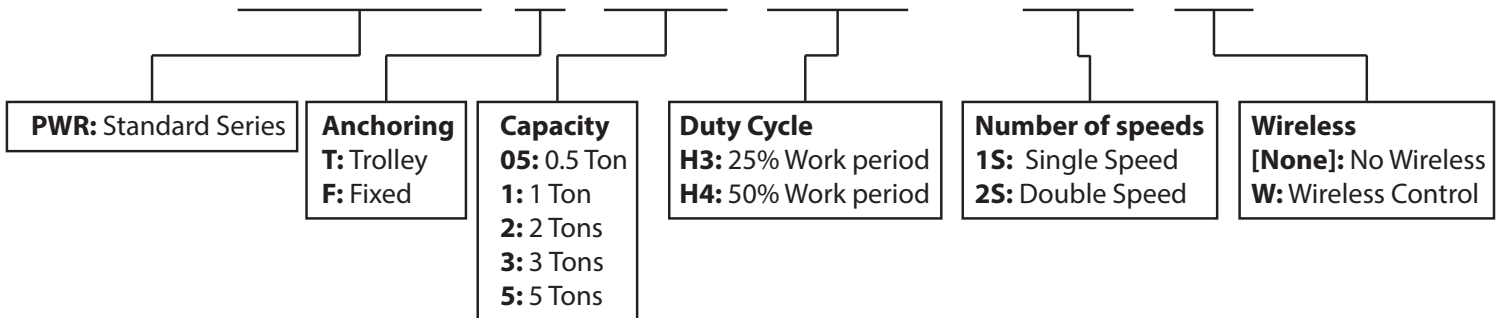 PWR: Standard Series
Anchoring
T: Trolley
F: Fixed
Capacity
05: 0.5 Ton
1: 1 Ton
2: 2 Tons
3: 3 Tons
5: 5 Tons
Duty Cycle
H3: 25% Work period
H4: 50% Work period
Number of speeds
1S: Single Speed
2S: Double Speed
Wireless
[None]: No Wireless
W: Wireless Control